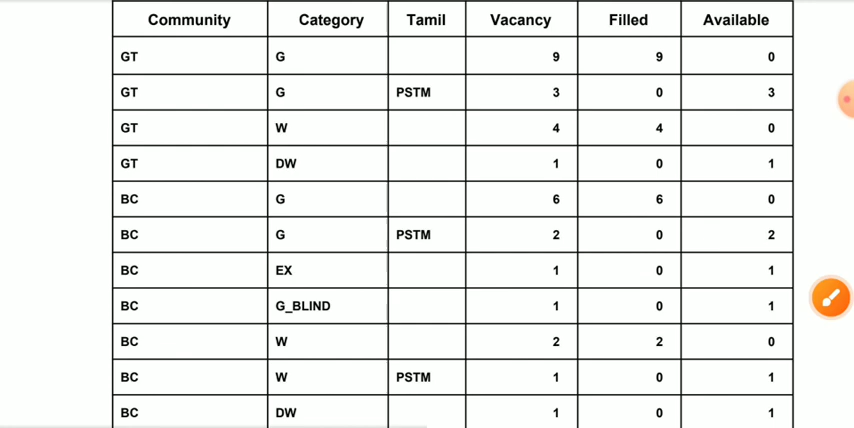 Community Category Tamil Vacancy Filled Available
GT G 9 9 0
GT G PSTM 3 0 3
GT W 4 4 0
GT DW 1 0 1
BC G 6 6 0
BC G PSTM 2 0 2
BC EX 1 0 1
BC G_BLIND 1 0 1
BC W 2 2 0
BC W PSTM 1 0 1
BC DW 1 0 1